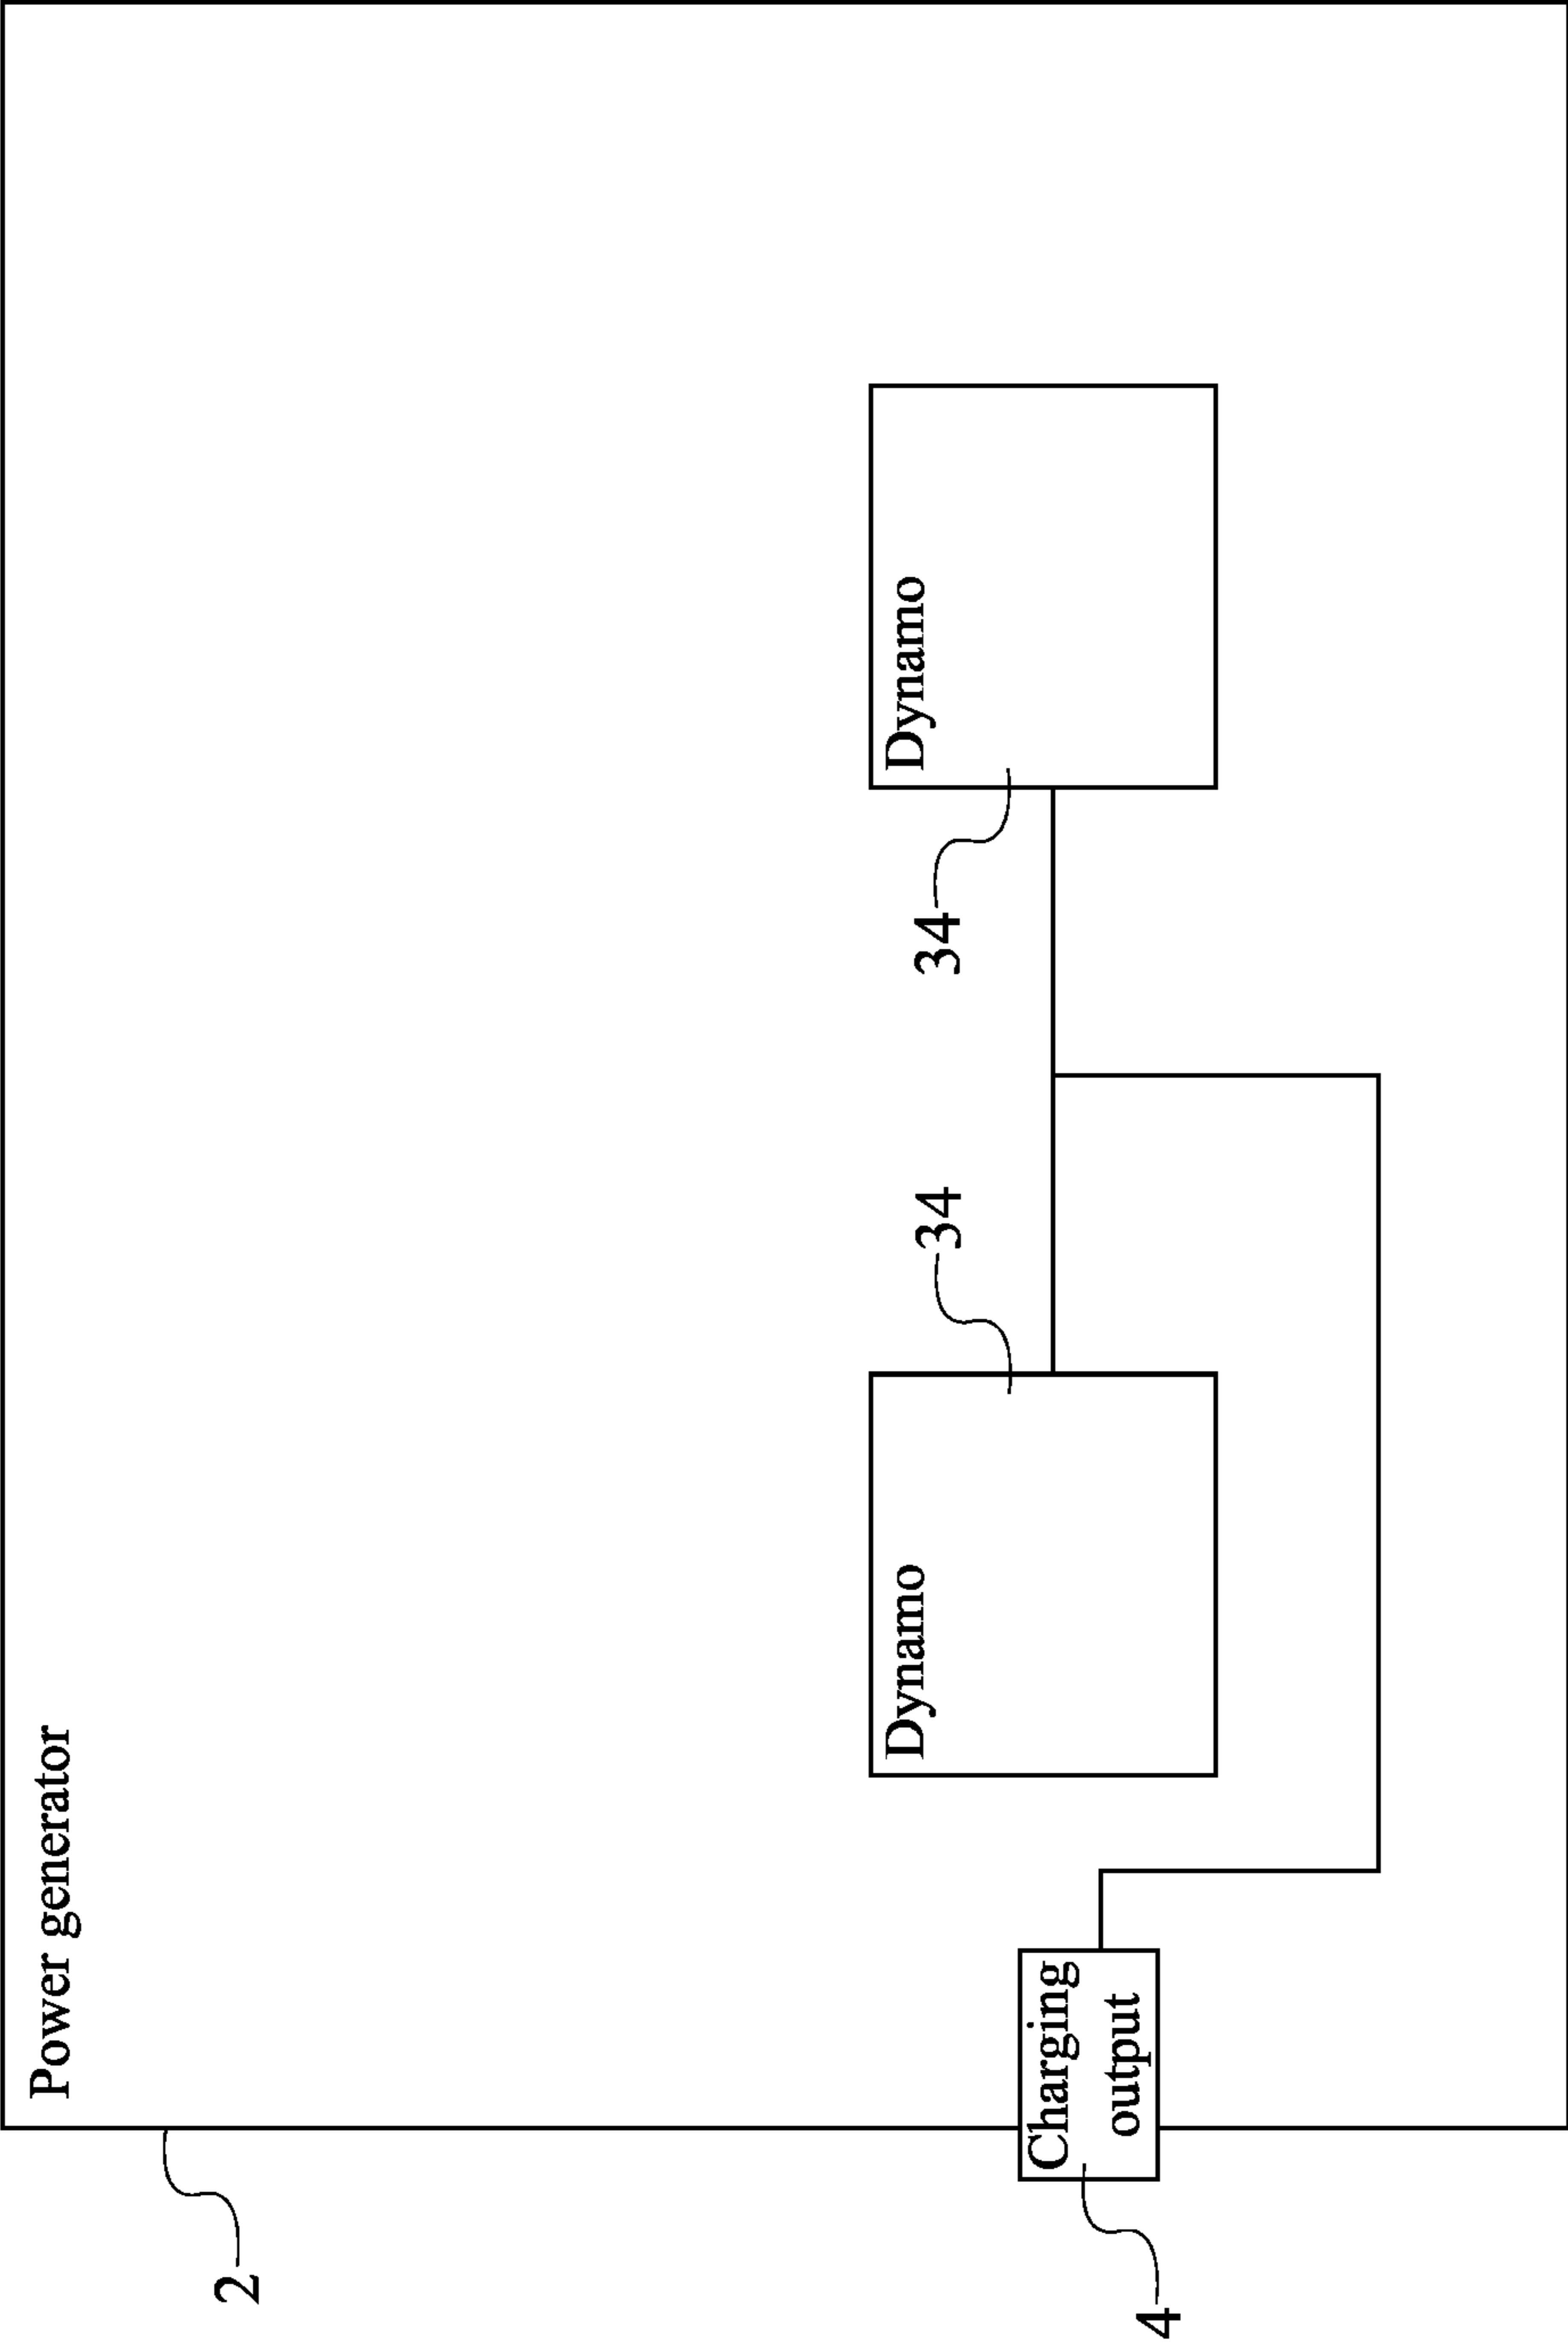 Power generator
2
Dynamo
34
34
Dynamo
Charging
output
4